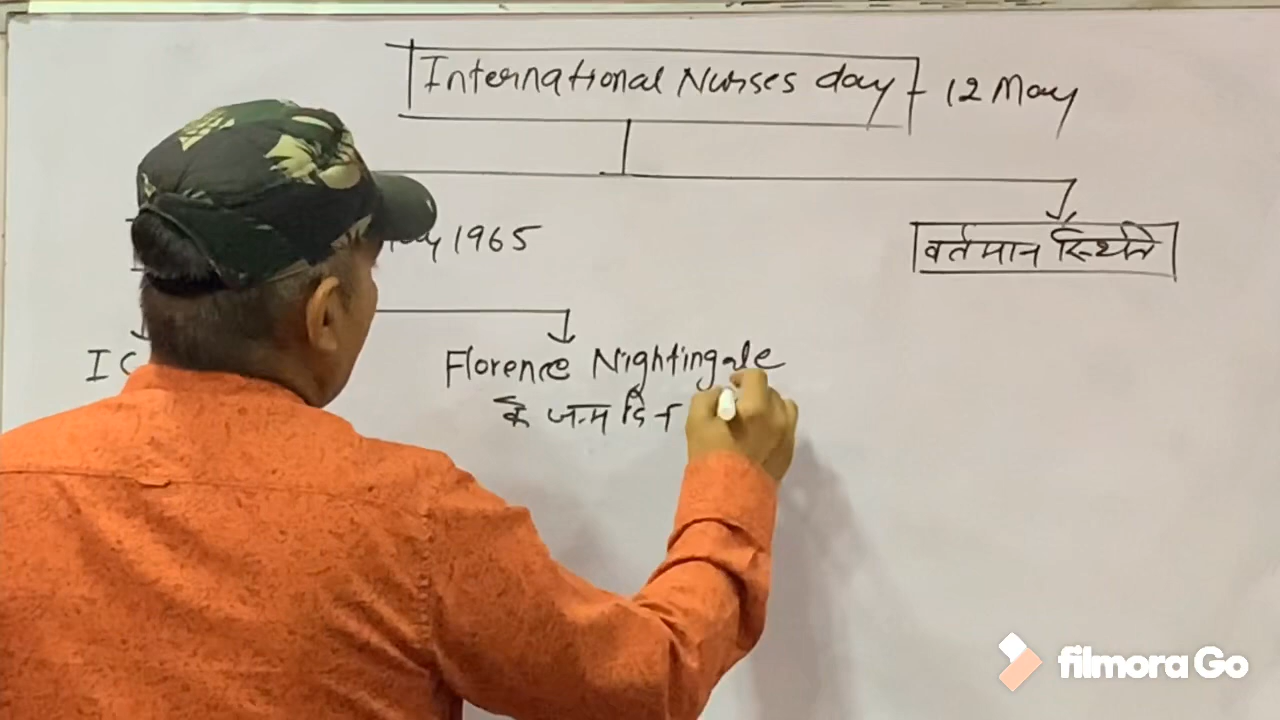 International Nurses day - 12 May
1965
वर्तमान स्थिति
Florence Nightingale
के जन्म दिन
filmora Go